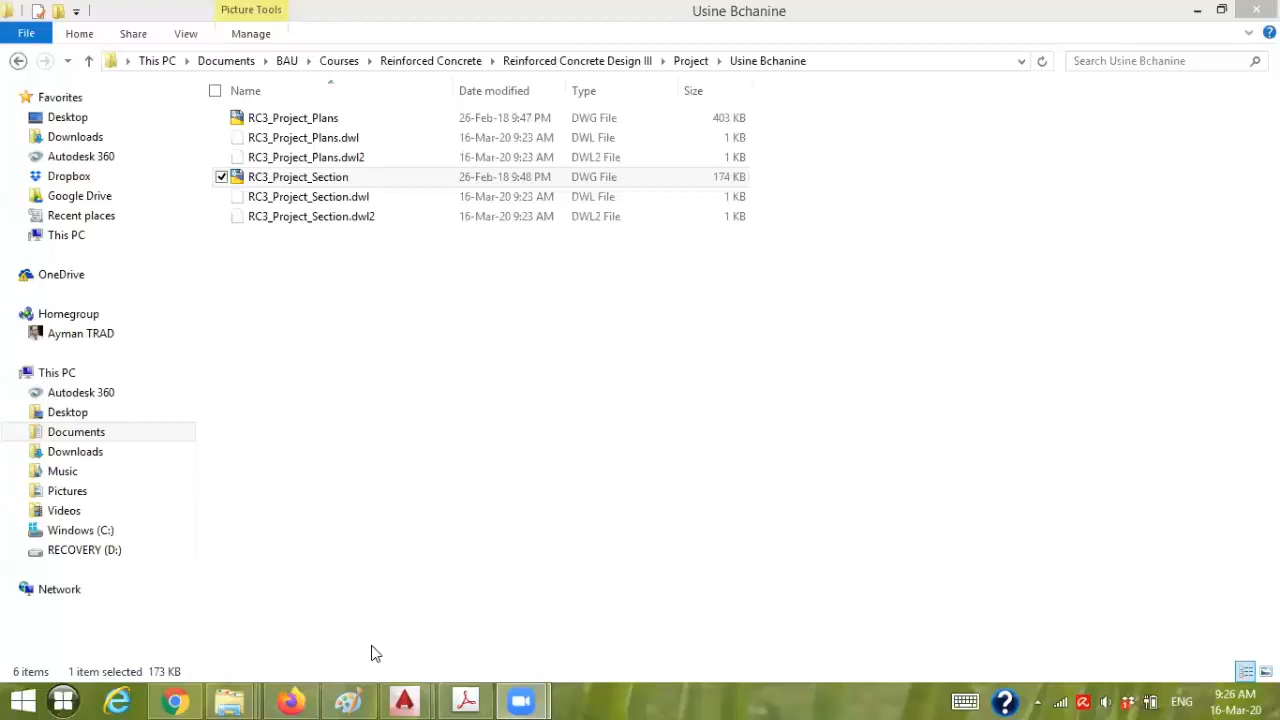 Picture Tools
Usine Bchanine
File Home Share View Manage
This PC Documents BAU Courses Reinforced Concrete Reinforced Concrete Design III Project Usine Bchanine
Search Usine Bchanine
Name Date modified Type Size
RC3_Project_Plans 26-Feb-18 9:47 PM DWG File 403 KB
RC3_Project_Plans.dwl 16-Mar-20 9:23 AM DWL File 1 KB
RC3_Project_Plans.dwl2 16-Mar-20 9:23 AM DWL2 File 1 KB
RC3_Project_Section 26-Feb-18 9:48 PM DWG File 174 KB
RC3_Project_Section.dwl 16-Mar-20 9:23 AM DWL File 1 KB
RC3_Project_Section.dwl2 16-Mar-20 9:23 AM DWL2 File 1 KB
Favorites
Desktop
Downloads
Autodesk 360
Dropbox
Google Drive
Recent places
This PC
OneDrive
Homegroup
Ayman TRAD
This PC
Autodesk 360
Desktop
Documents
Downloads
Music
Pictures
Videos
Windows (C:)
RECOVERY (D:)
Network
6 items 1 item selected 173 KB
ENG
9:26 AM
16-Mar-20